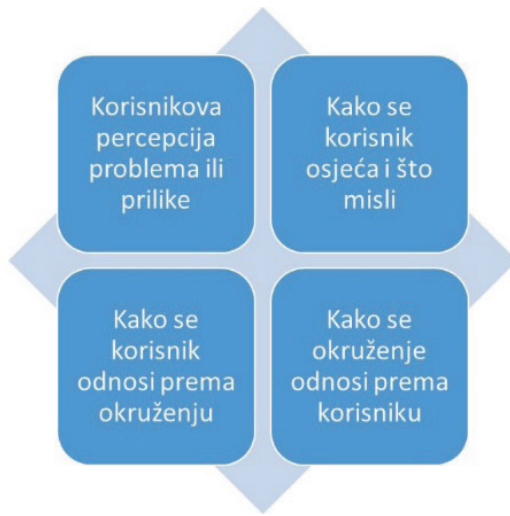 Korisnikova
percepcija
problema ili
prilike
Kako se
korisnik
osjeća i što
misli
Kako se
korisnik
odnosi prema
okruženju
Kako se
okruženje
odnosi prema
korisniku